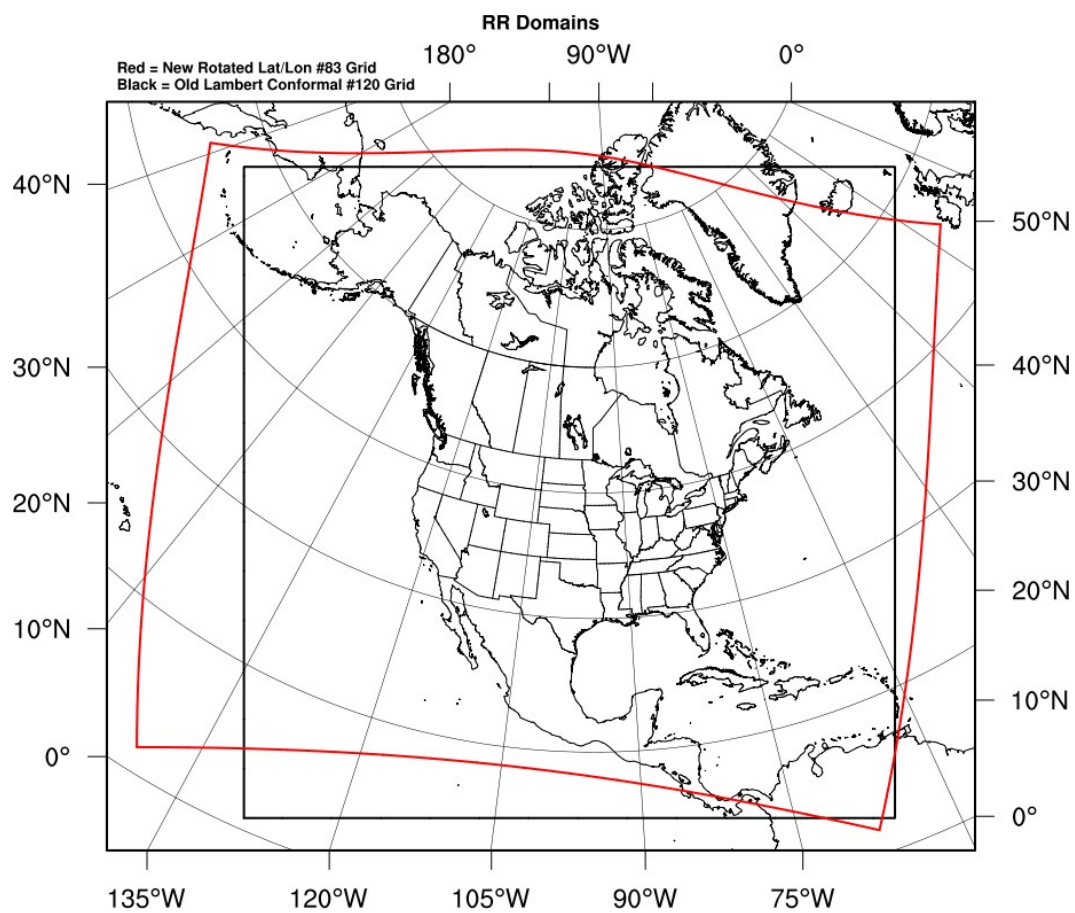 RR Domains
180° 90°W 0°
Red = New Rotated Lat/Lon #83 Grid
Black = Old Lambert Conformal #120 Grid
40°N
50°N
30°N
40°N
20°N
30°N
10°N
20°N
10°N
0°
0°
135°W 120°W 105°W 90°W 75°W